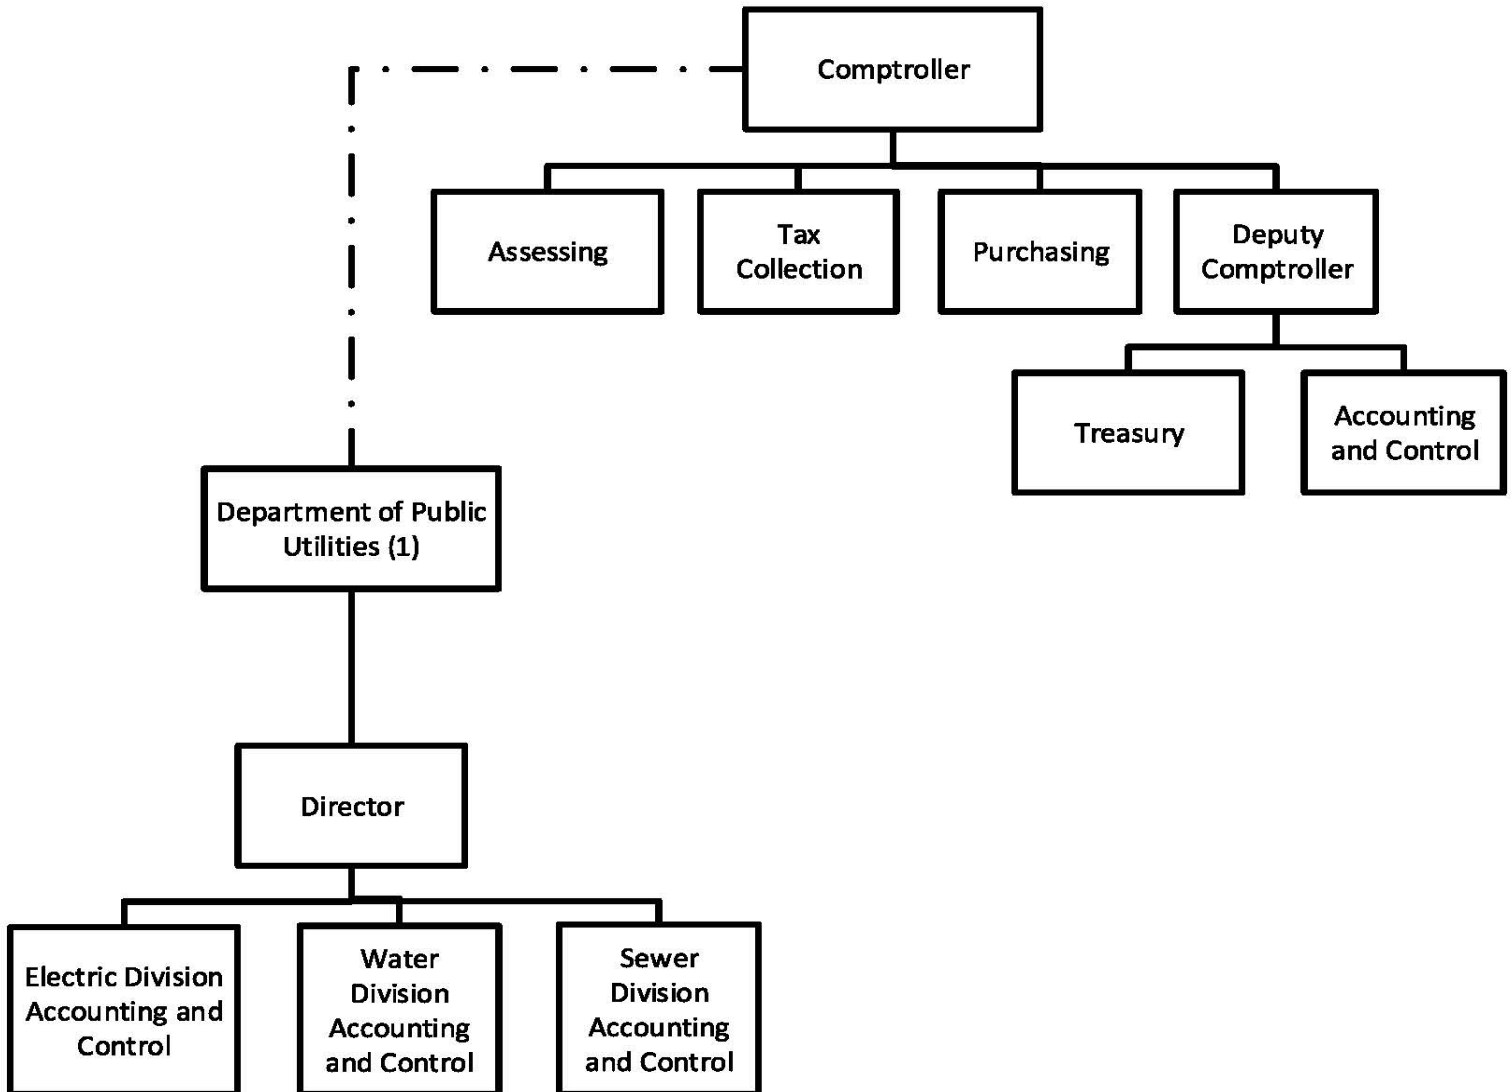 Comptroller
Assessing
Tax
Collection
Purchasing
Deputy
Comptroller
Treasury
Accounting
and Control
Department of Public
Utilities (1)
Director
Electric Division
Accounting and
Control
Water
Division
Accounting
and Control
Sewer
Division
Accounting
and Control